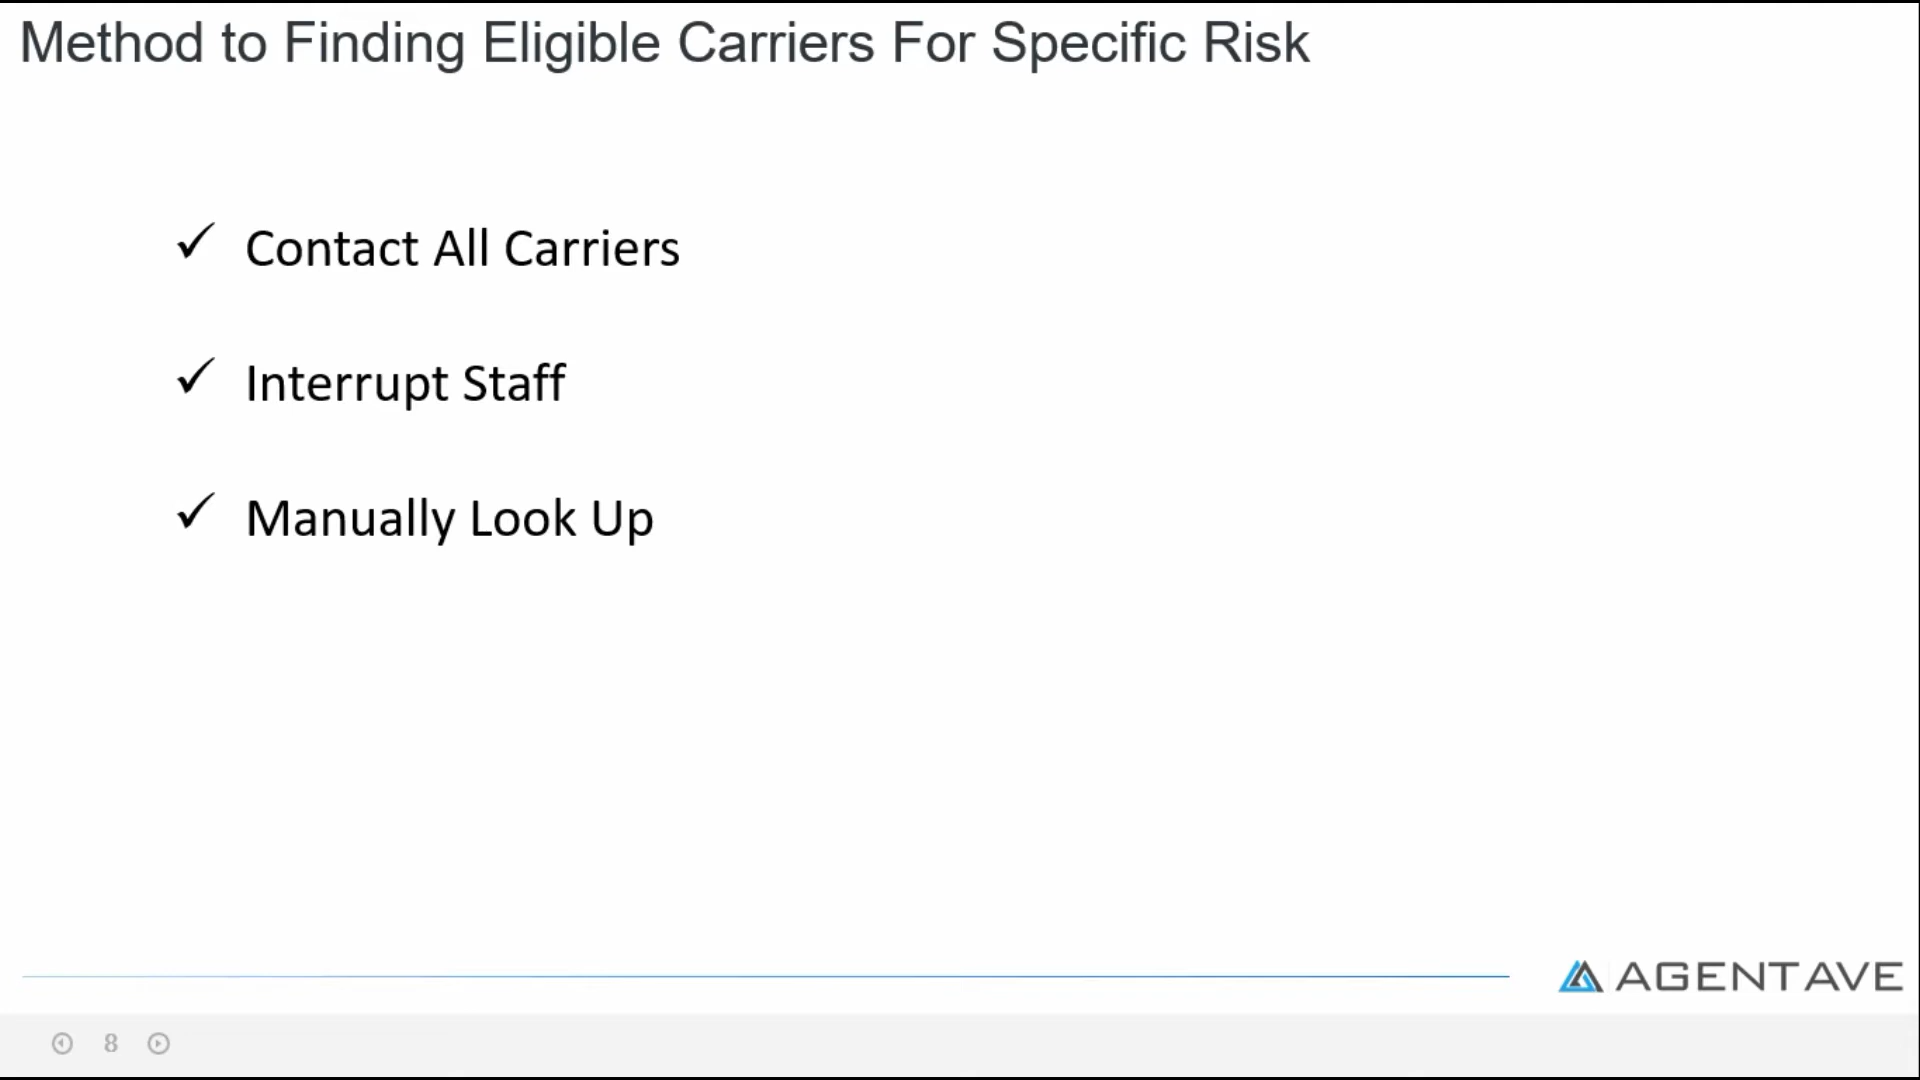 Method to Finding Eligible Carriers For Specific Risk
✓ Contact All Carriers
✓ Interrupt Staff
✓ Manually Look Up
AGENTAVE
8